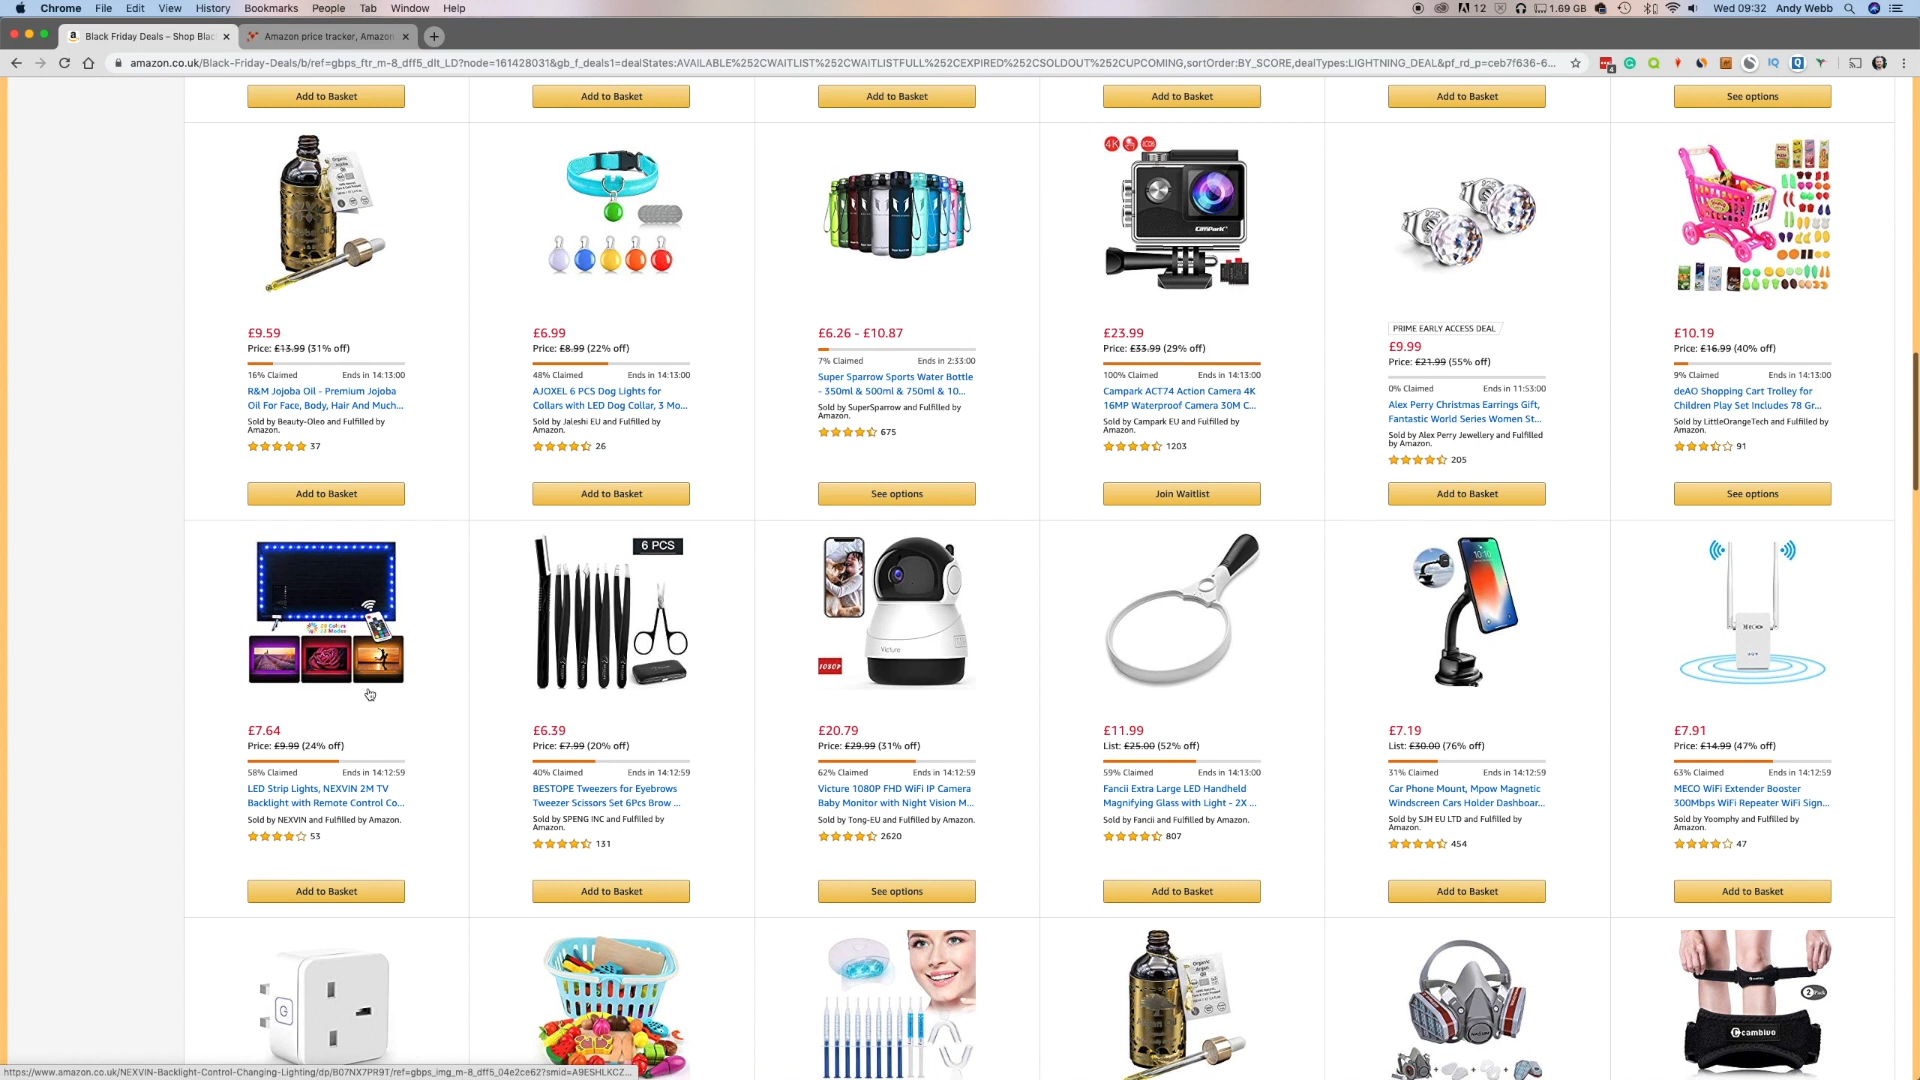 Chrome File Edit View History Bookmarks People Tab Window Help
12 1.69 GB Wed 09:32 Andy Webb
Black Friday Deals – Shop Blac Amazon price tracker, Amazon
amazon.co.uk/Black-Friday-Deals/b/ref=gbps_ftr_m-8_dff5_dlt_LD?node=161428031&gb_f_deals1=dealStates:AVAILABLE%252CWAITLIST%252CWAITLISTFULL%252CEXPIRED%252CSOLDOUT%252CUPCOMING,sortOrder:BY_SCORE,dealTypes:LIGHTNING_DEAL&pf_rd_p=ceb7f636-6...
Add to Basket Add to Basket Add to Basket Add to Basket Add to Basket See options
£9.59
Price: £13.99 (31% off)
16% Claimed Ends in 14:13:00
R&M Jojoba Oil - Premium Jojoba
Oil For Face, Body, Hair And Much...
Sold by Beauty-Oleo and Fulfilled by
Amazon.
37
Add to Basket
£6.99
Price: £8.99 (22% off)
48% Claimed Ends in 14:13:00
AJOXEL 6 PCS Dog Lights for
Collars with LED Dog Collar, 3 Mo...
Sold by Jaleshi EU and Fulfilled by
Amazon.
26
Add to Basket
£6.26 - £10.87
7% Claimed Ends in 2:33:00
Super Sparrow Sports Water Bottle
- 350ml & 500ml & 750ml & 10...
Sold by SuperSparrow and Fulfilled by
Amazon.
675
See options
4K
CAMPARK
£23.99
Price: £33.99 (29% off)
100% Claimed Ends in 14:13:00
Campark ACT74 Action Camera 4K
16MP Waterproof Camera 30M C...
Sold by Campark EU and Fulfilled by
Amazon.
1203
Join Waitlist
925
PRIME EARLY ACCESS DEAL
£9.99
Price: £21.99 (55% off)
0% Claimed Ends in 11:53:00
Alex Perry Christmas Earrings Gift,
Fantastic World Series Women St...
Sold by Alex Perry Jewellery and Fulfilled
by Amazon.
205
Add to Basket
£10.19
Price: £16.99 (40% off)
9% Claimed Ends in 14:13:00
deAO Shopping Cart Trolley for
Children Play Set Includes 78 Gr...
Sold by LittleOrangeTech and Fulfilled by
Amazon.
91
See options
£7.64
Price: £9.99 (24% off)
58% Claimed Ends in 14:12:59
LED Strip Lights, NEXVIN 2M TV
Backlight with Remote Control Co...
Sold by NEXVIN and Fulfilled by Amazon.
53
Add to Basket
6 PCS
£6.39
Price: £7.99 (20% off)
40% Claimed Ends in 14:12:59
BESTOPE Tweezers for Eyebrows
Tweezer Scissors Set 6Pcs Brow ...
Sold by SPENG INC and Fulfilled by
Amazon.
131
Add to Basket
Victure
1080P
£20.79
Price: £29.99 (31% off)
62% Claimed Ends in 14:12:59
Victure 1080P FHD WiFi IP Camera
Baby Monitor with Night Vision M...
Sold by Tong-EU and Fulfilled by Amazon.
2620
See options
£11.99
List: £25.00 (52% off)
59% Claimed Ends in 14:13:00
Fancii Extra Large LED Handheld
Magnifying Glass with Light - 2X ...
Sold by Fancii and Fulfilled by Amazon.
807
Add to Basket
10:10
£7.19
List: £30.00 (76% off)
31% Claimed Ends in 14:12:59
Car Phone Mount, Mpow Magnetic
Windscreen Cars Holder Dashboar...
Sold by SJH EU LTD and Fulfilled by
Amazon.
454
Add to Basket
MECO
£7.91
Price: £14.99 (47% off)
63% Claimed Ends in 14:12:59
MECO WiFi Extender Booster
300Mbps WiFi Repeater WiFi Sign...
Sold by Yoomphy and Fulfilled by
Amazon.
47
Add to Basket
cambivo
https://www.amazon.co.uk/NEXVIN-Backlight-Control-Changing-Lighting/dp/B07NX7PR9T/ref=gbps_img_m-8_dff5_04e2ce62?smid=A9ESHLKCZ...